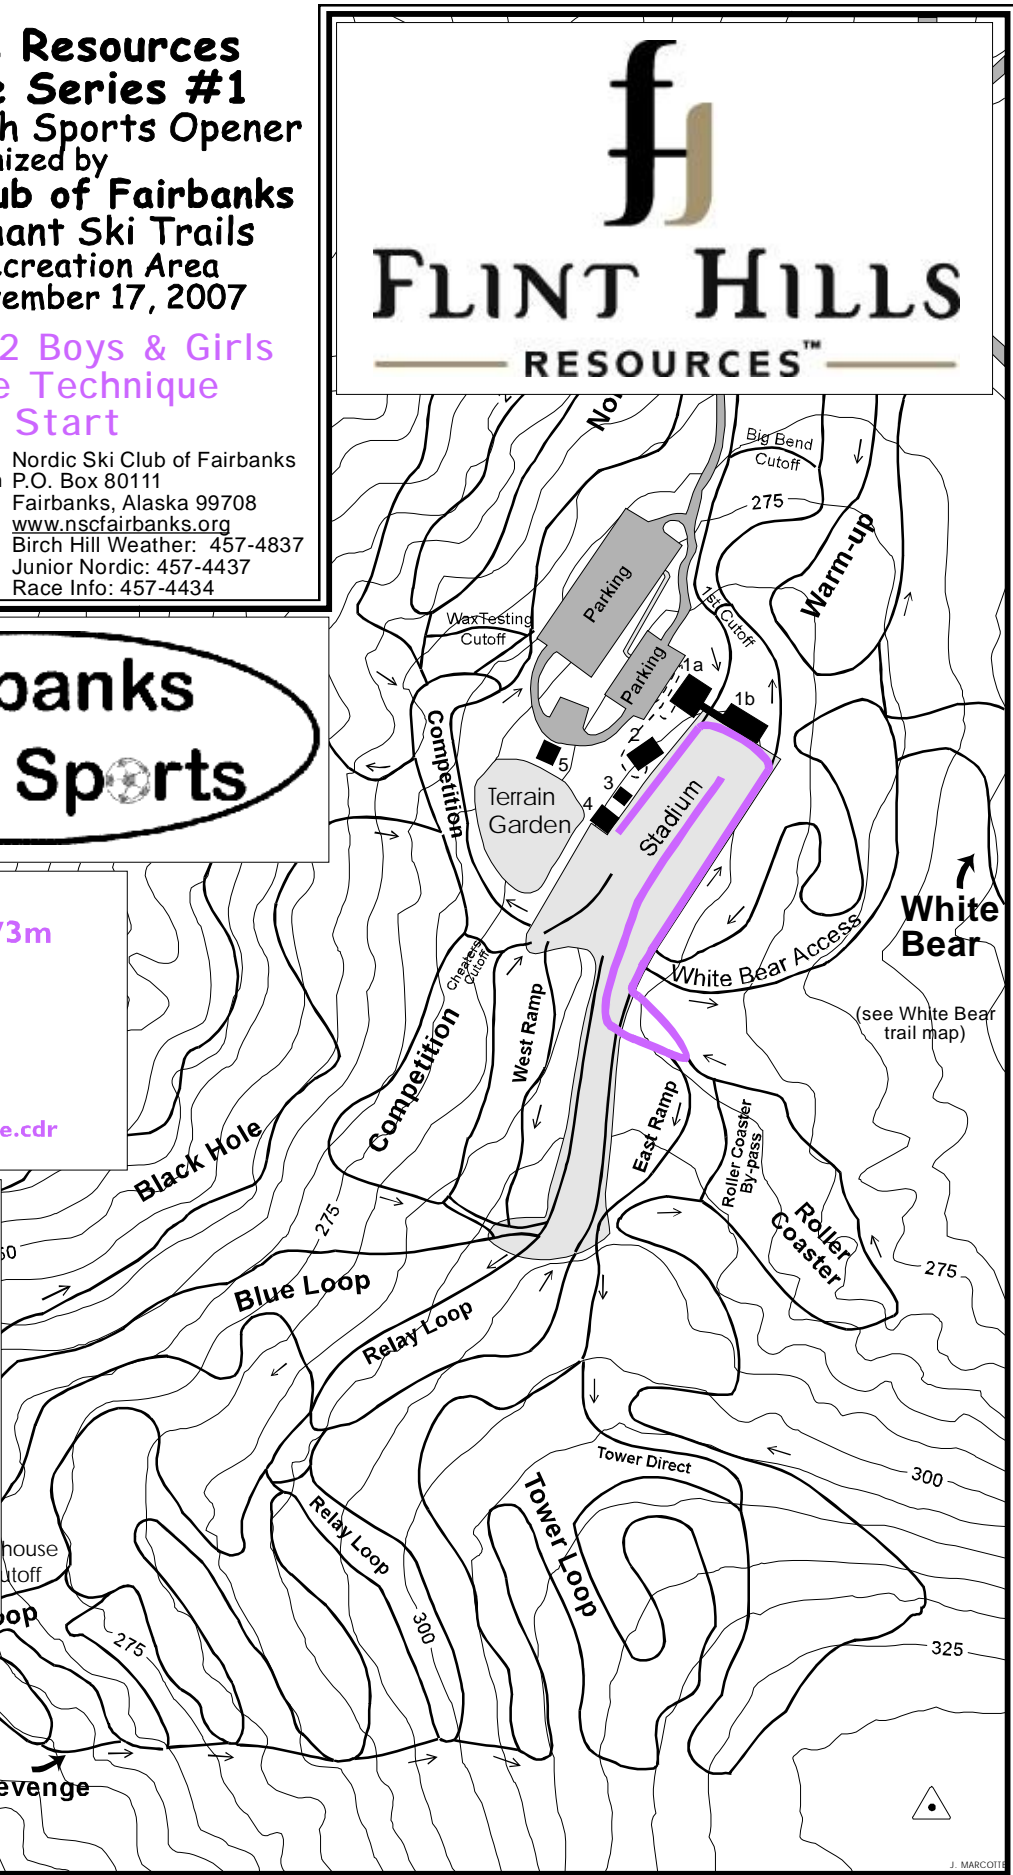 Resources
Series #1
h Sports Opener
nized by
ub of Fairbanks
nant Ski Trails
creation Area
ember 17, 2007
2 Boys & Girls
e Technique
Start
Nordic Ski Club of Fairbanks
P.O. Box 80111
Fairbanks, Alaska 99708
www.nscfairbanks.org
Birch Hill Weather: 457-4837
Junior Nordic: 457-4437
Race Info: 457-4434
FLINT HILLS
RESOURCES™
banks
Sports
/3m
e.cdr
Nor
Big Bend
Cutoff
275
Warm-up
Parking
Parking
1st Cutoff
WaxTesting
Cutoff
1a
1b
2
3
4
5
Competition
Terrain
Garden
Stadium
White
Bear
White Bear Access
(see White Bear
trail map)
Cheaters
Cutoff
West Ramp
Competition
East Ramp
Roller Coaster
By-pass
Roller
Coaster
Black Hole
275
275
Blue Loop
Relay Loop
Tower Direct
300
Tower Loop
Relay Loop
house
utoff
oop
275
300
325
evenge
J. MARCOTTE